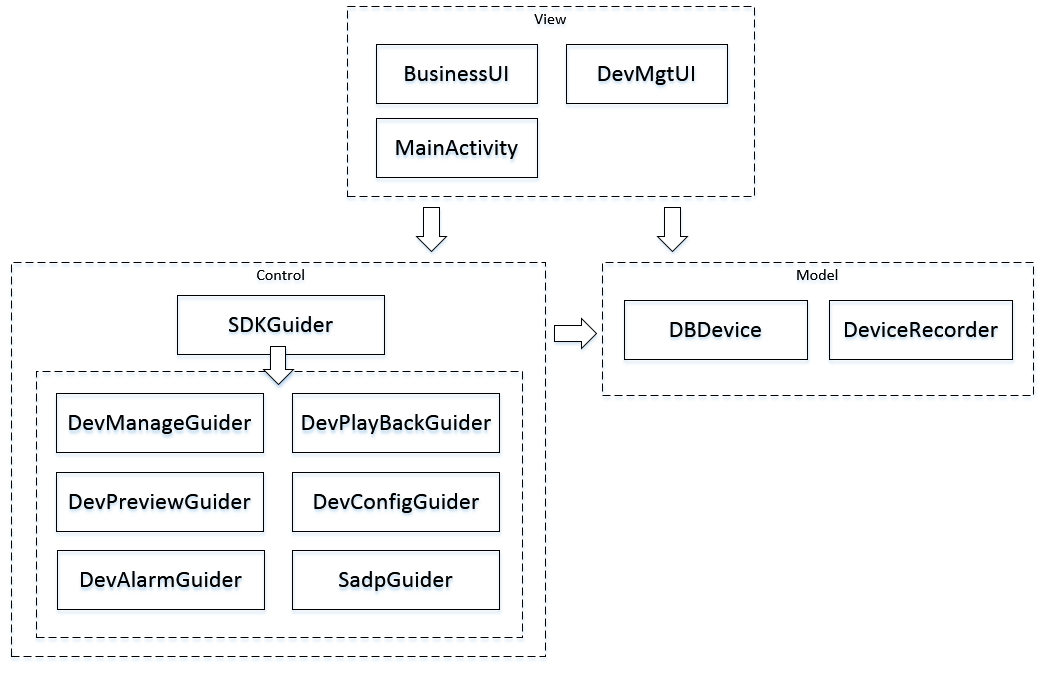 View
BusinessUI
DevMgtUI
MainActivity
Control
SDKGuider
DevManageGuider
DevPlayBackGuider
DevPreviewGuider
DevConfigGuider
DevAlarmGuider
SadpGuider
Model
DBDevice
DeviceRecorder